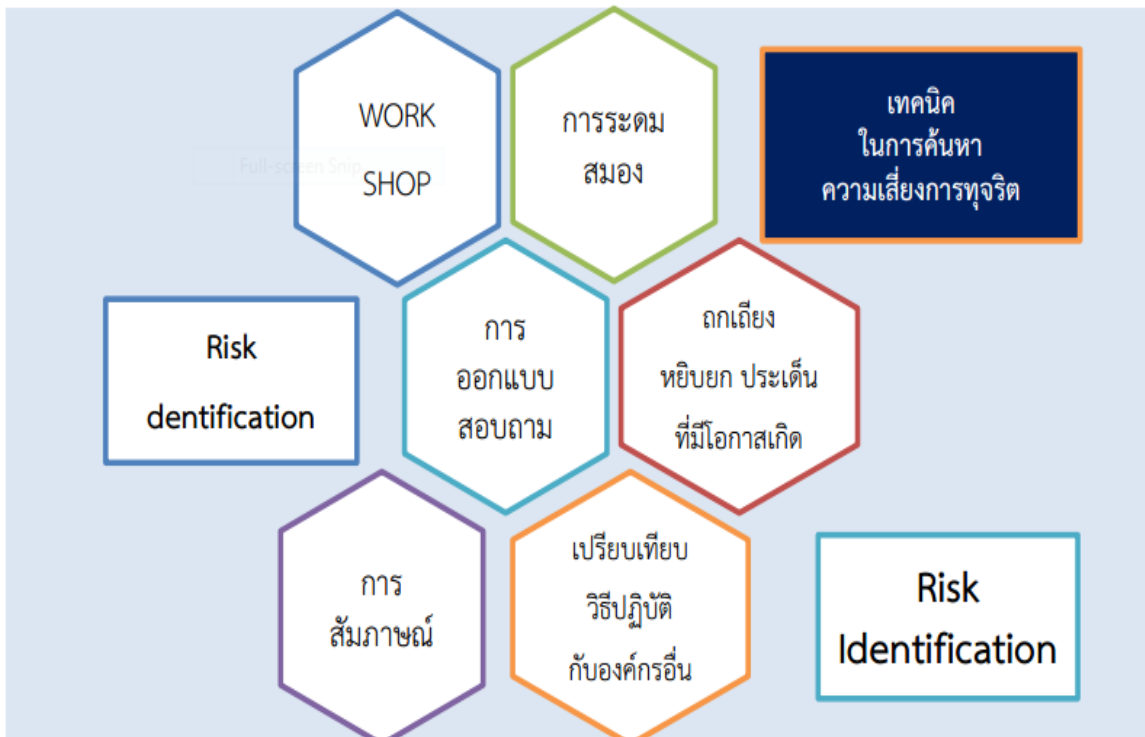 WORK
SHOP
การระดม
สมอง
เทคนิค
ในการค้นหา
ความเสี่ยงการทุจริต
Full-screen Snip
Risk
dentification
การ
ออกแบบ
สอบถาม
ถกเถียง
หยิบยก ประเด็น
ที่มีโอกาสเกิด
การ
สัมภาษณ์
เปรียบเทียบ
วิธีปฏิบัติ
กับองค์กรอื่น
Risk
Identification